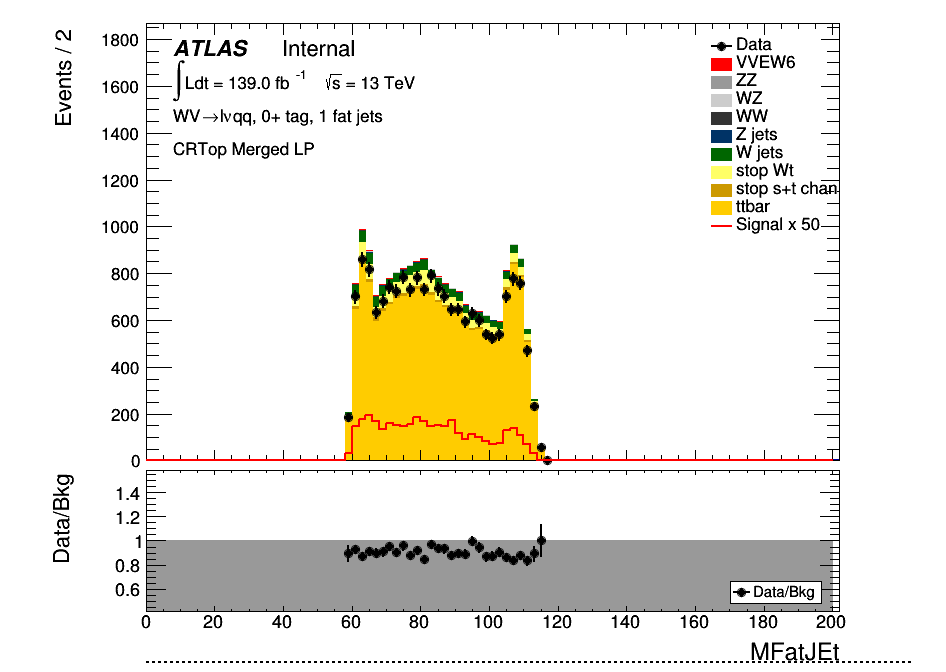 Events / 2
1800
1600
1400
1200
1000
800
600
400
200
0
ATLAS Internal
∫Ldt = 139.0 fb⁻¹ √s = 13 TeV
WV→lνqq, 0+ tag, 1 fat jets
CRTop Merged LP
Data
VVEW6
ZZ
WZ
WW
Z jets
W jets
stop Wt
stop s+t chan
ttbar
Signal x 50
Data/Bkg
1.4
1.2
1
0.8
0.6
Data/Bkg
0 20 40 60 80 100 120 140 160 180 200
MFatJEt